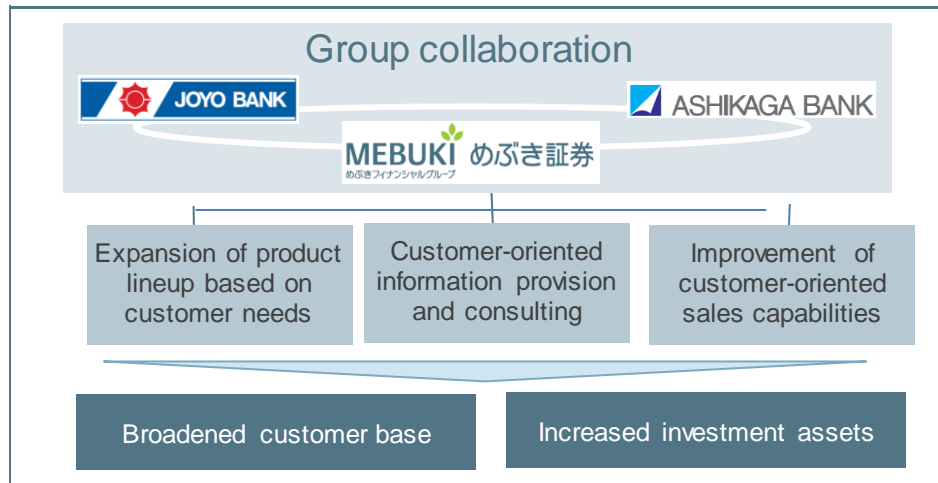 Group collaboration
JOYO BANK
ASHIKAGA BANK
MEBUKI めぶき証券
めぶきフィナンシャルグループ
Expansion of product
lineup based on
customer needs
Customer-oriented
information provision
and consulting
Improvement of
customer-oriented
sales capabilities
Broadened customer base
Increased investment assets